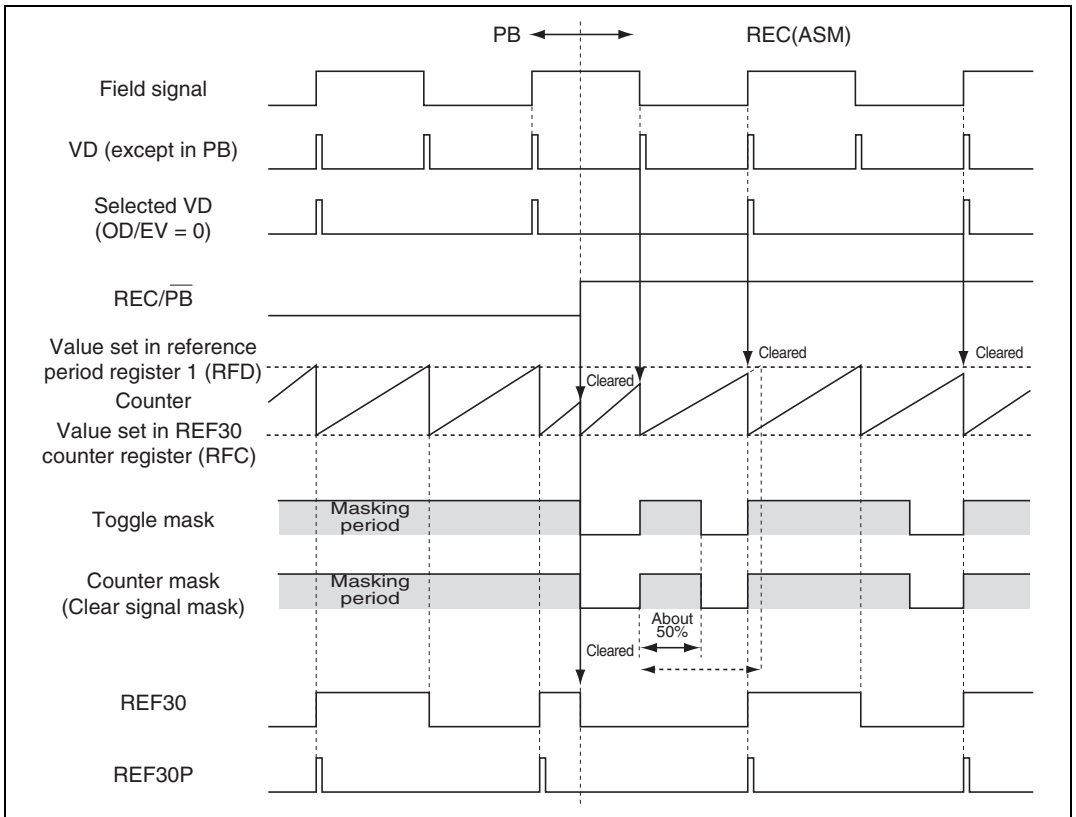 PB
REC(ASM)
Field signal
VD (except in PB)
Selected VD
(OD/EV = 0)
REC/P̅B̅
Value set in reference
period register 1 (RFD)
Cleared
Cleared
Cleared
Counter
Value set in REF30
counter register (RFC)
Toggle mask
Masking
period
Counter mask
(Clear signal mask)
Masking
period
About
50%
Cleared
REF30
REF30P